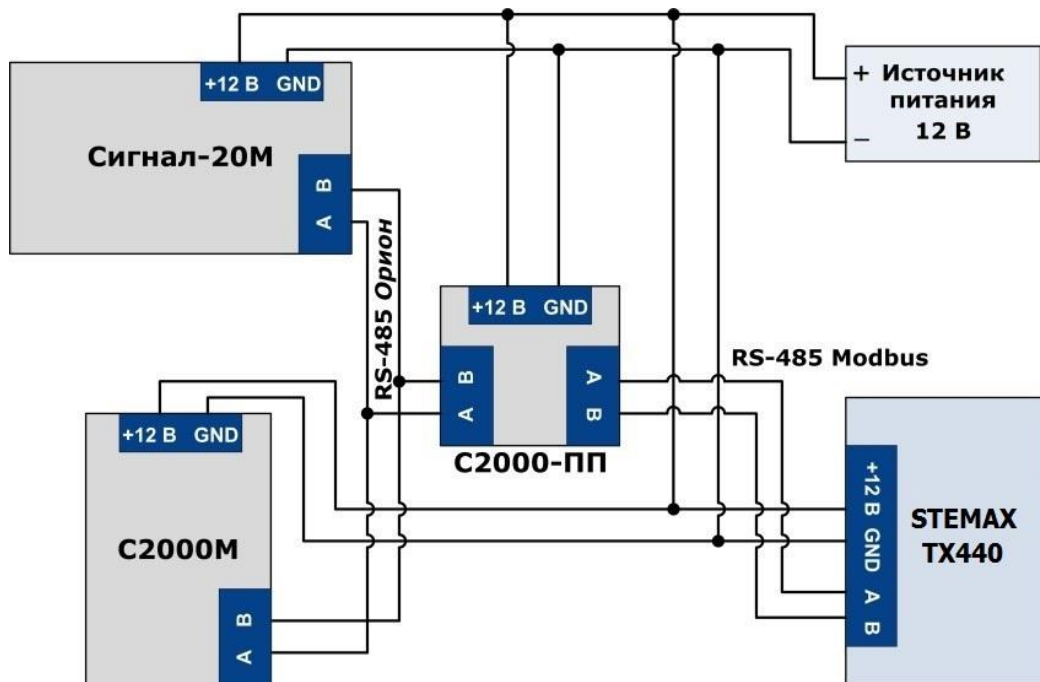 +12 В GND
Сигнал-20М
B
A
+
Источник
питания
12 В
−
RS-485 Орион
+12 В GND
B
A
A
B
С2000-ПП
RS-485 Modbus
+12 В GND
С2000М
B
A
+12 В
GND
A
B
STEMAX
TX440